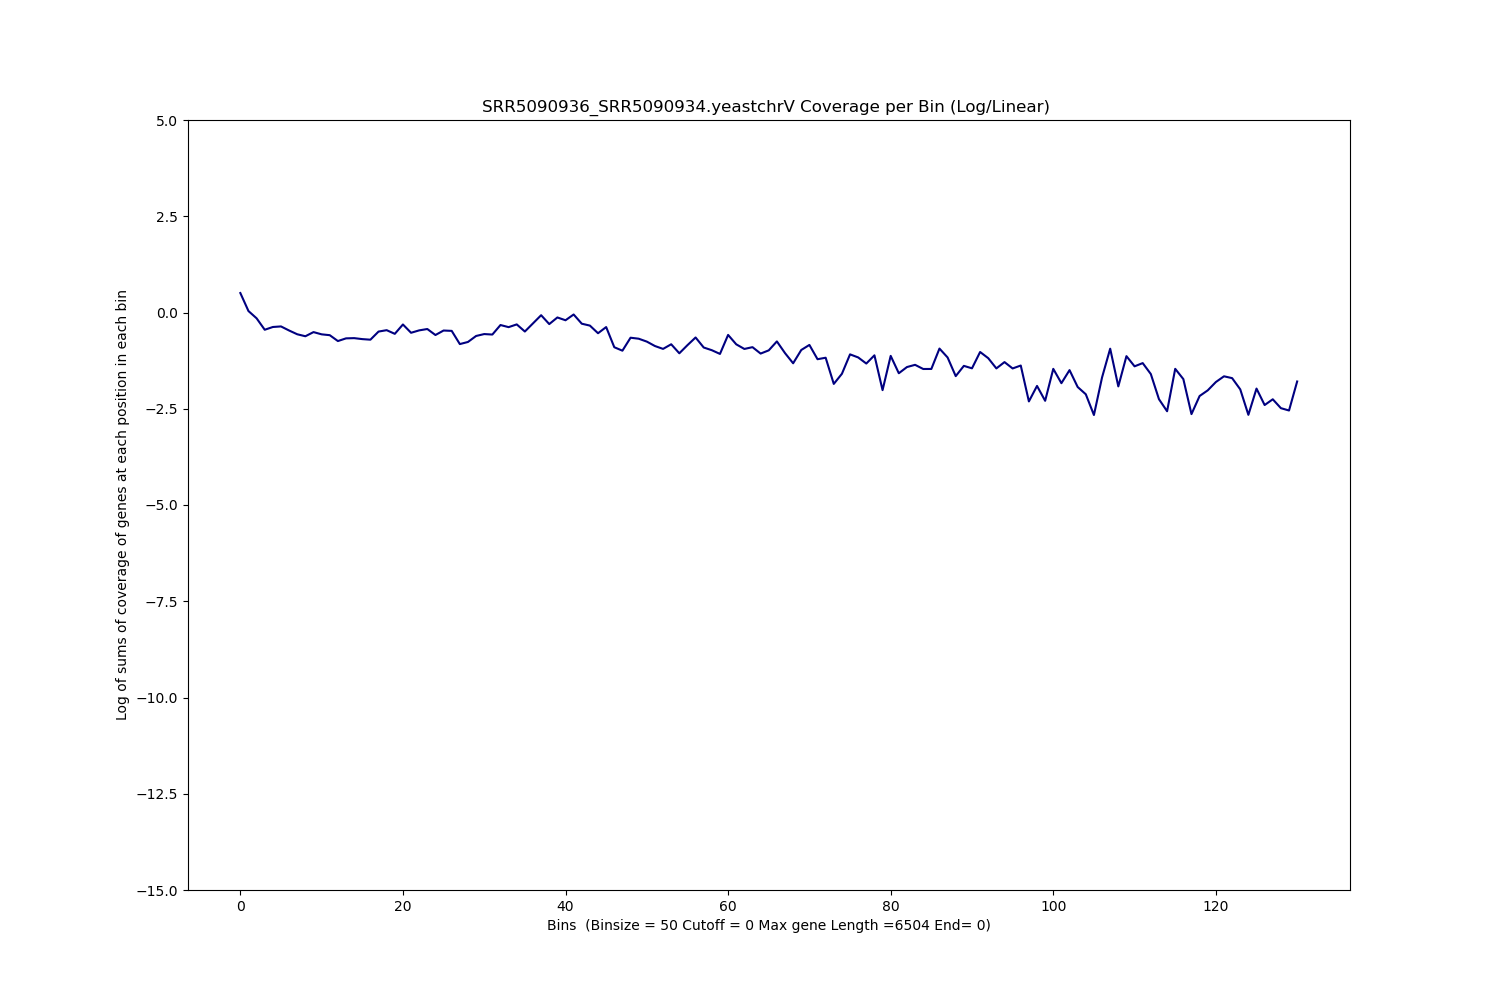 SRR5090936_SRR5090934.yeastchrV Coverage per Bin (Log/Linear)
5.0
2.5
0.0
−2.5
−5.0
−7.5
−10.0
−12.5
−15.0
Log of sums of coverage of genes at each position in each bin
0 20 40 60 80 100 120
Bins  (Binsize = 50 Cutoff = 0 Max gene Length =6504 End= 0)